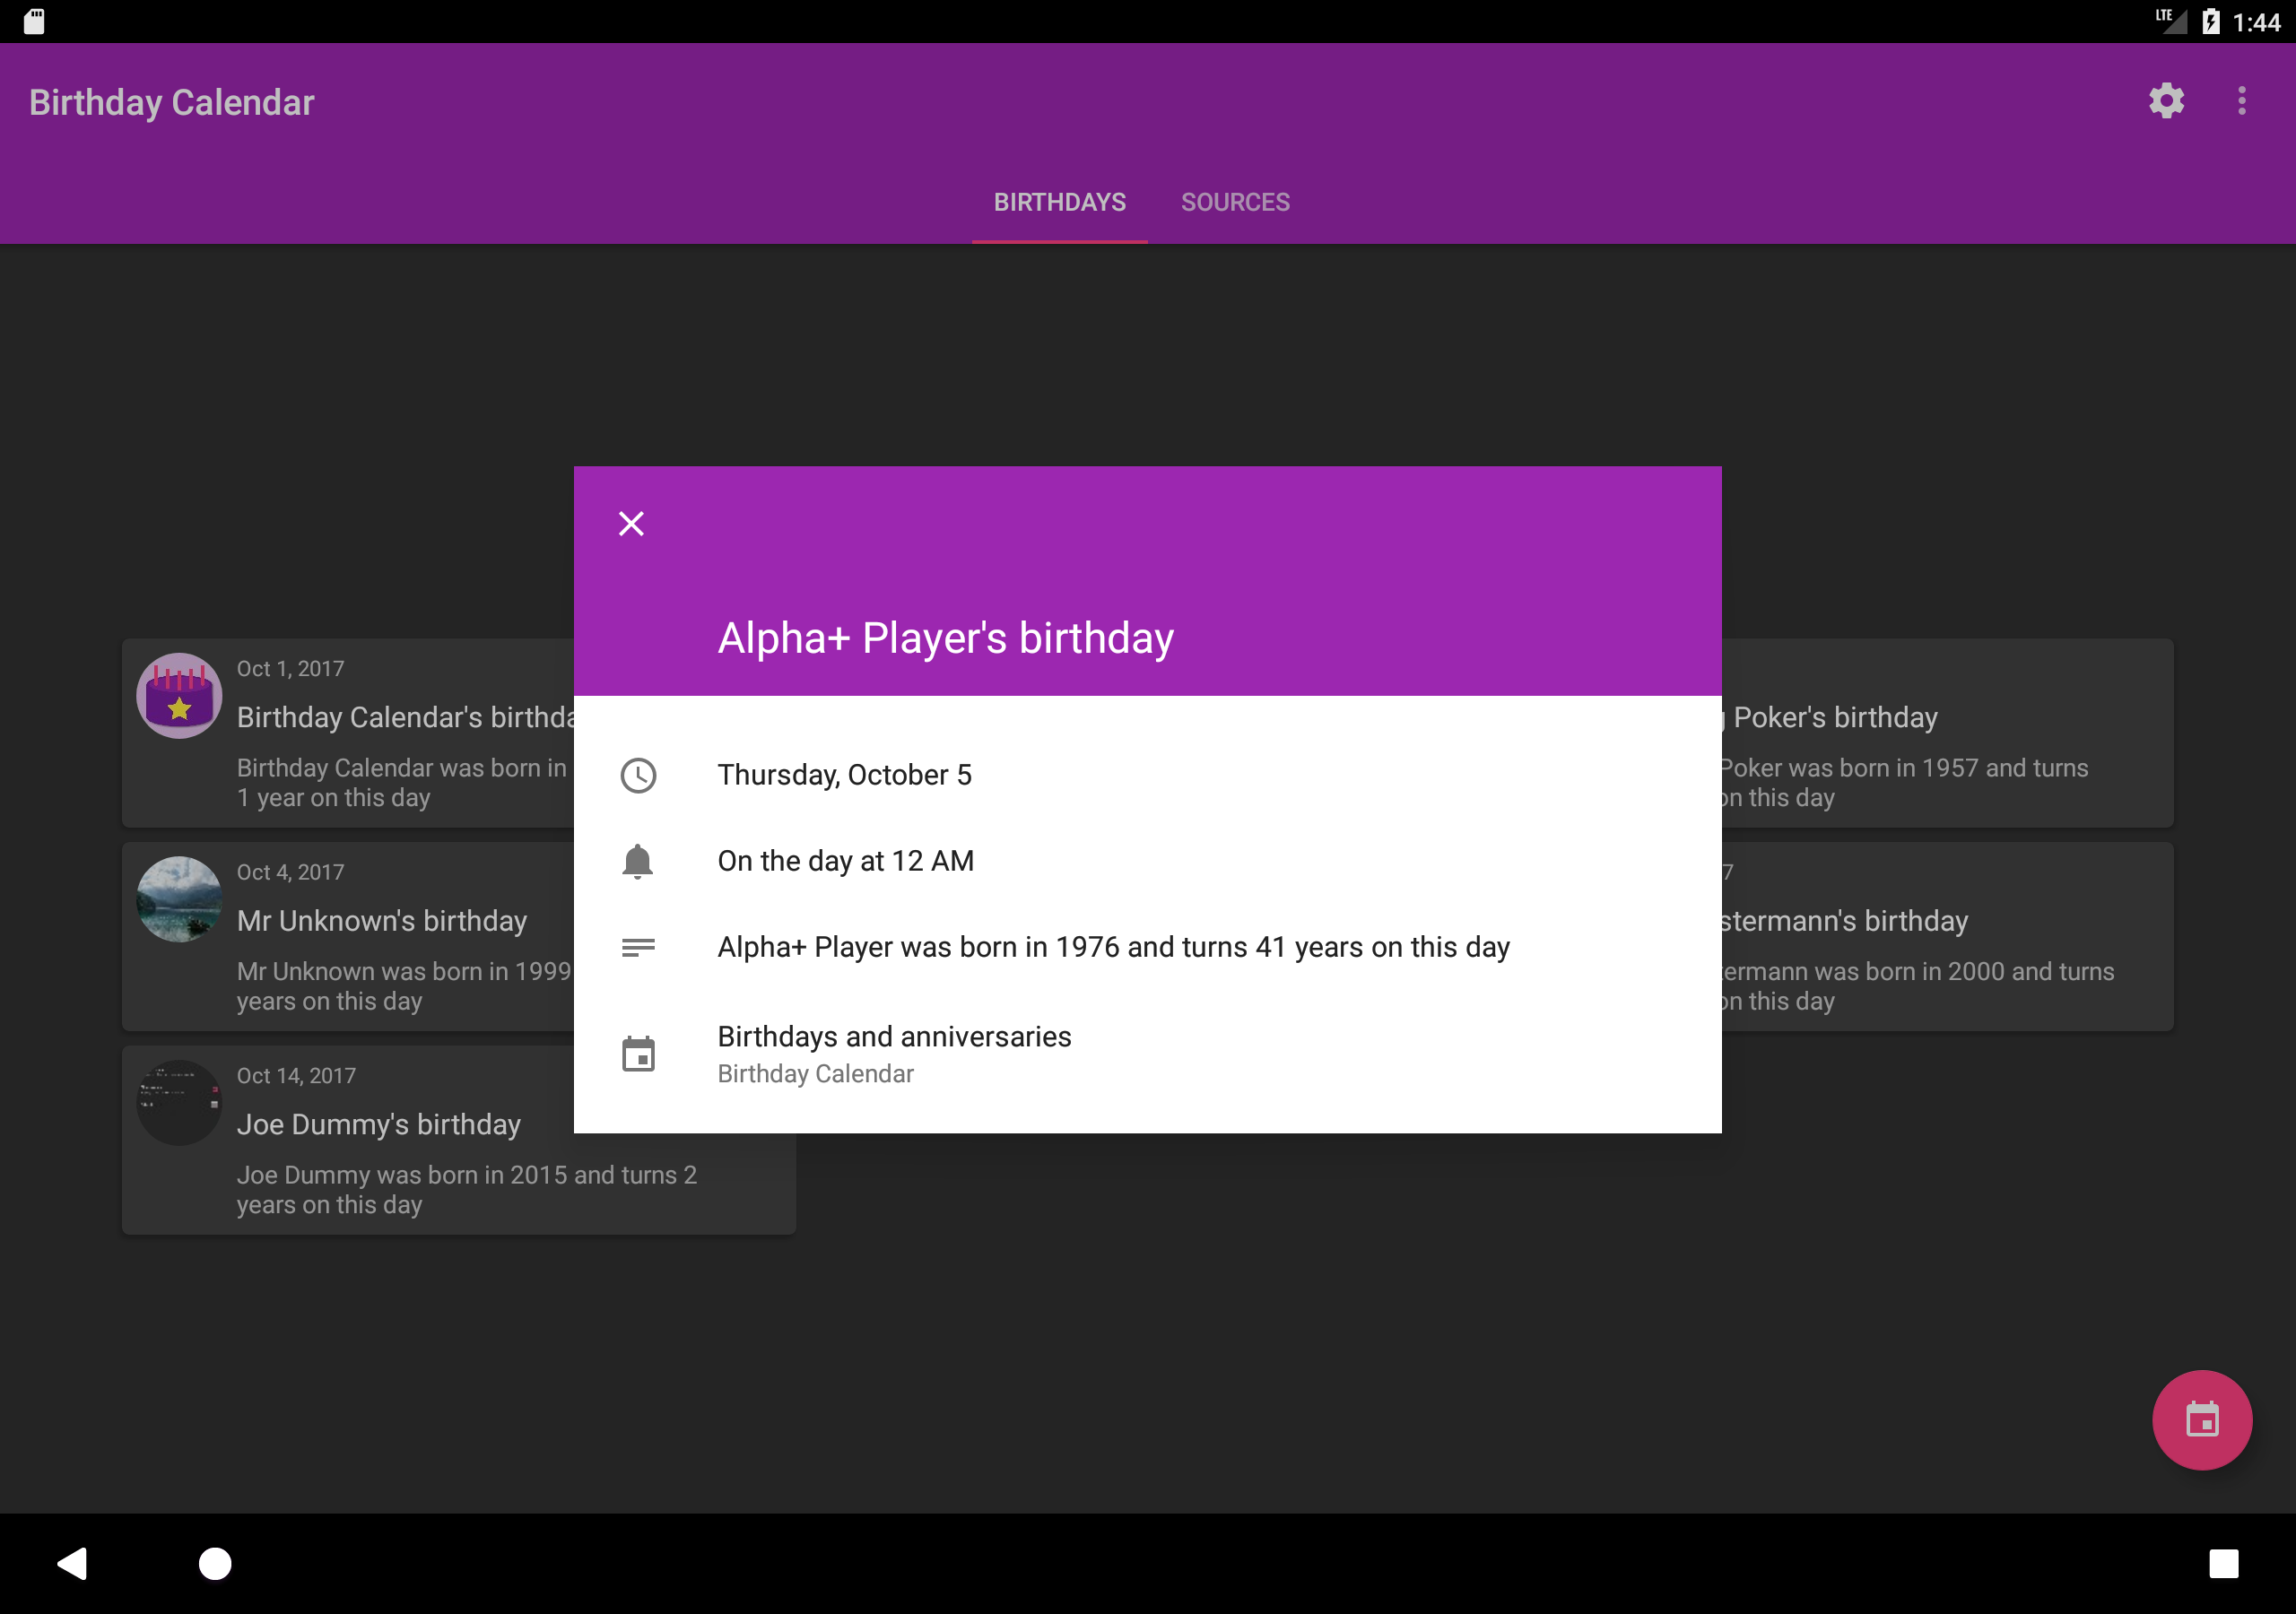 LTE 1:44
Birthday Calendar
BIRTHDAYS SOURCES
Alpha+ Player's birthday
Thursday, October 5
On the day at 12 AM
Alpha+ Player was born in 1976 and turns 41 years on this day
Birthdays and anniversaries
Birthday Calendar
Oct 1, 2017
Birthday Calendar's
Birthday Calendar was born in
1 year on this day
Oct 4, 2017
Mr Unknown's birthday
Mr Unknown was born in 1999
years on this day
Oct 14, 2017
Joe Dummy's birthday
Joe Dummy was born in 2015 and turns 2
years on this day
Poker's birthday
Poker was born in 1957 and turns
on this day
7
stermann's birthday
termann was born in 2000 and turns
on this day